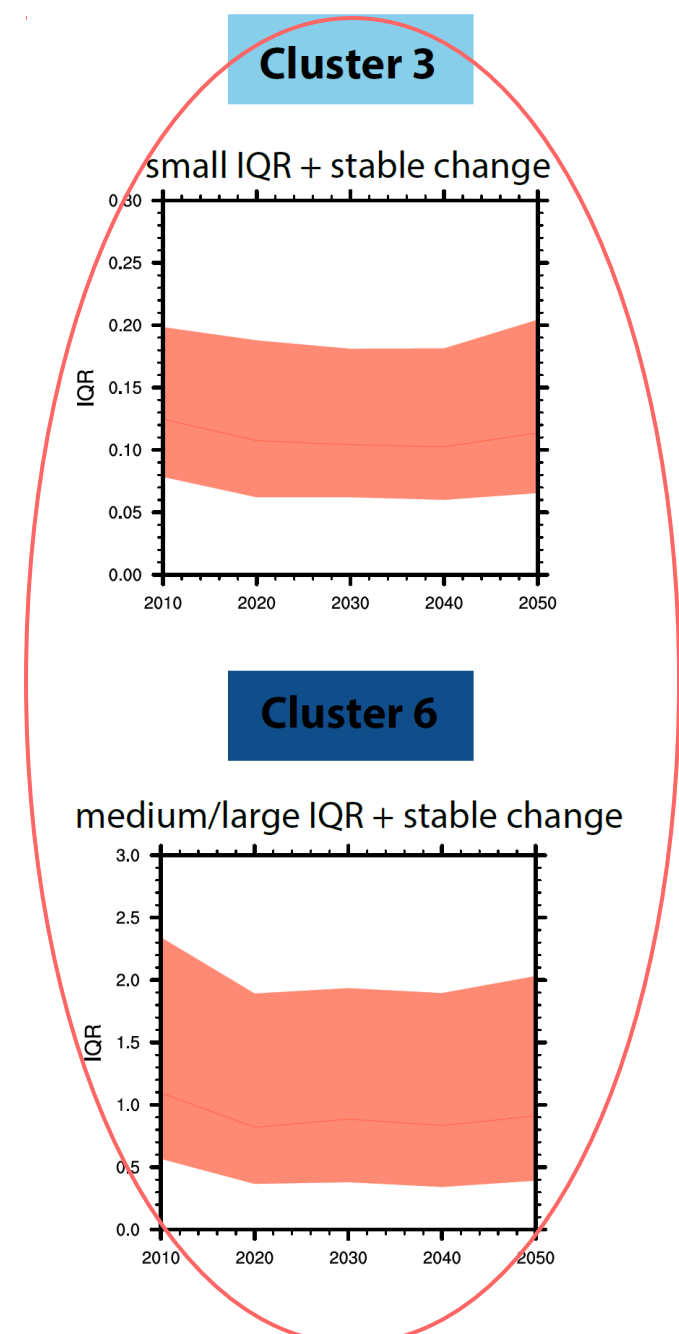 Cluster 3
small IQR + stable change
0.30
0.25
0.20
0.15
0.10
0.05
0.00
IQR
2010 2020 2030 2040 2050
Cluster 6
medium/large IQR + stable change
3.0
2.5
2.0
1.5
1.0
0.5
0.0
IQR
2010 2020 2030 2040 2050